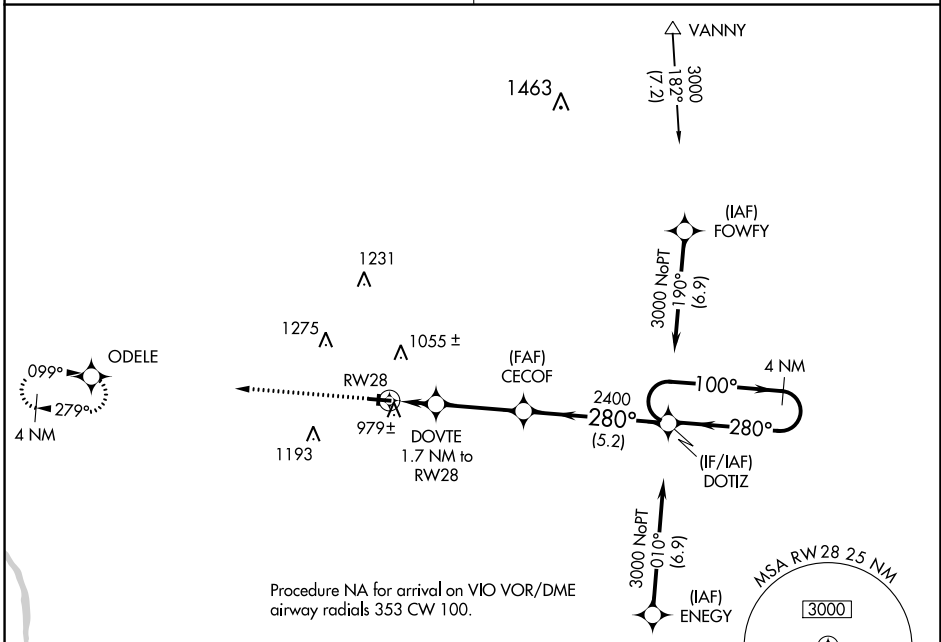 VANNY
3000
182°
(7.2)
1463
(IAF)
FOWFY
3000 NoPT
190°
(6.9)
1231
1275
1055 ±
ODELE
099°
279°
4 NM
RW28
979±
1193
DOVTE
1.7 NM to
RW28
(FAF)
CECOF
2400
280°
(5.2)
100°
4 NM
280°
(IF/IAF)
DOTIZ
3000 NoPT
010°
(6.9)
(IAF)
ENEGY
Procedure NA for arrival on VIO VOR/DME
airway radials 353 CW 100.
MSA RW28 25 NM
3000